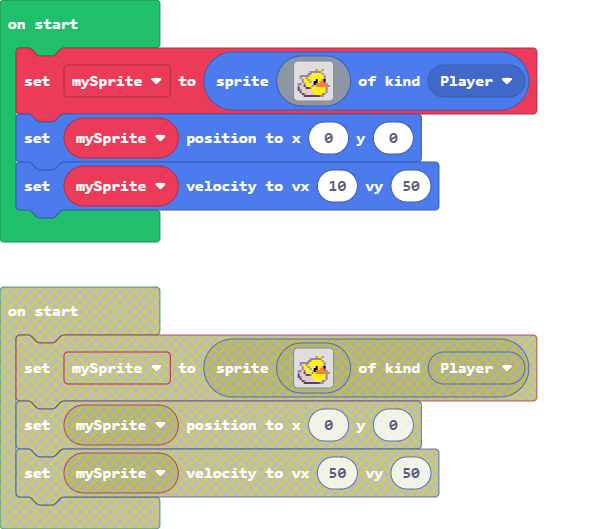 on start
set mySprite to sprite of kind Player
set mySprite position to x 0 y 0
set mySprite velocity to vx 10 vy 50
on start
set mySprite to sprite of kind Player
set mySprite position to x 0 y 0
set mySprite velocity to vx 50 vy 50